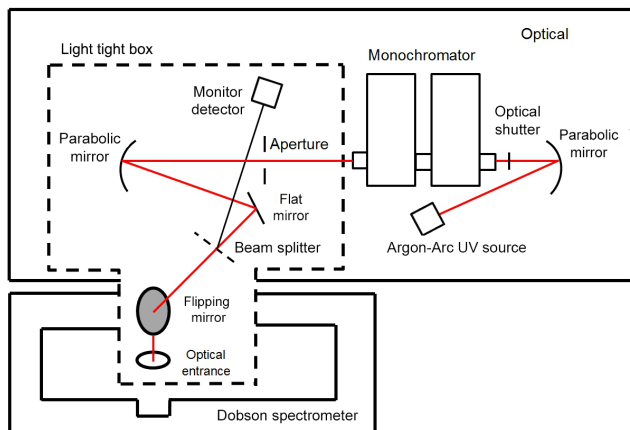 Optical
Light tight box
Monochromator
Monitor
detector
Optical
shutter
Parabolic
mirror
Parabolic
mirror
Aperture
Flat
mirror
Beam splitter
Argon-Arc UV source
Flipping
mirror
Optical
entrance
Dobson spectrometer